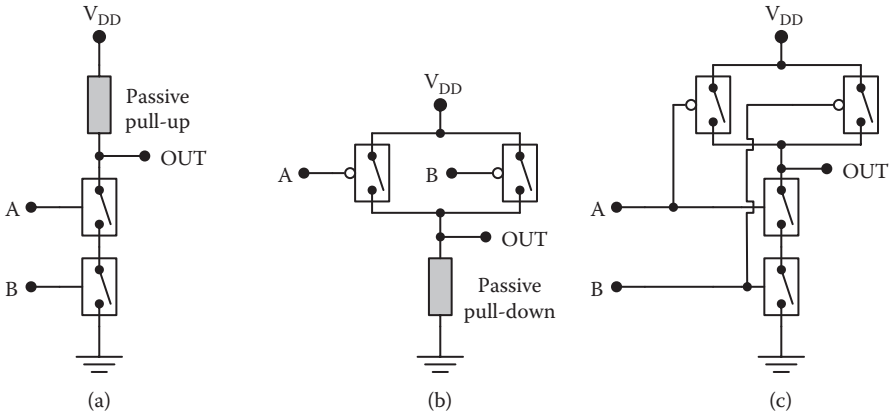 V_DD
Passive
pull-up
OUT
A
B
(a)
V_DD
A
B
OUT
Passive
pull-down
(b)
V_DD
OUT
A
B
(c)